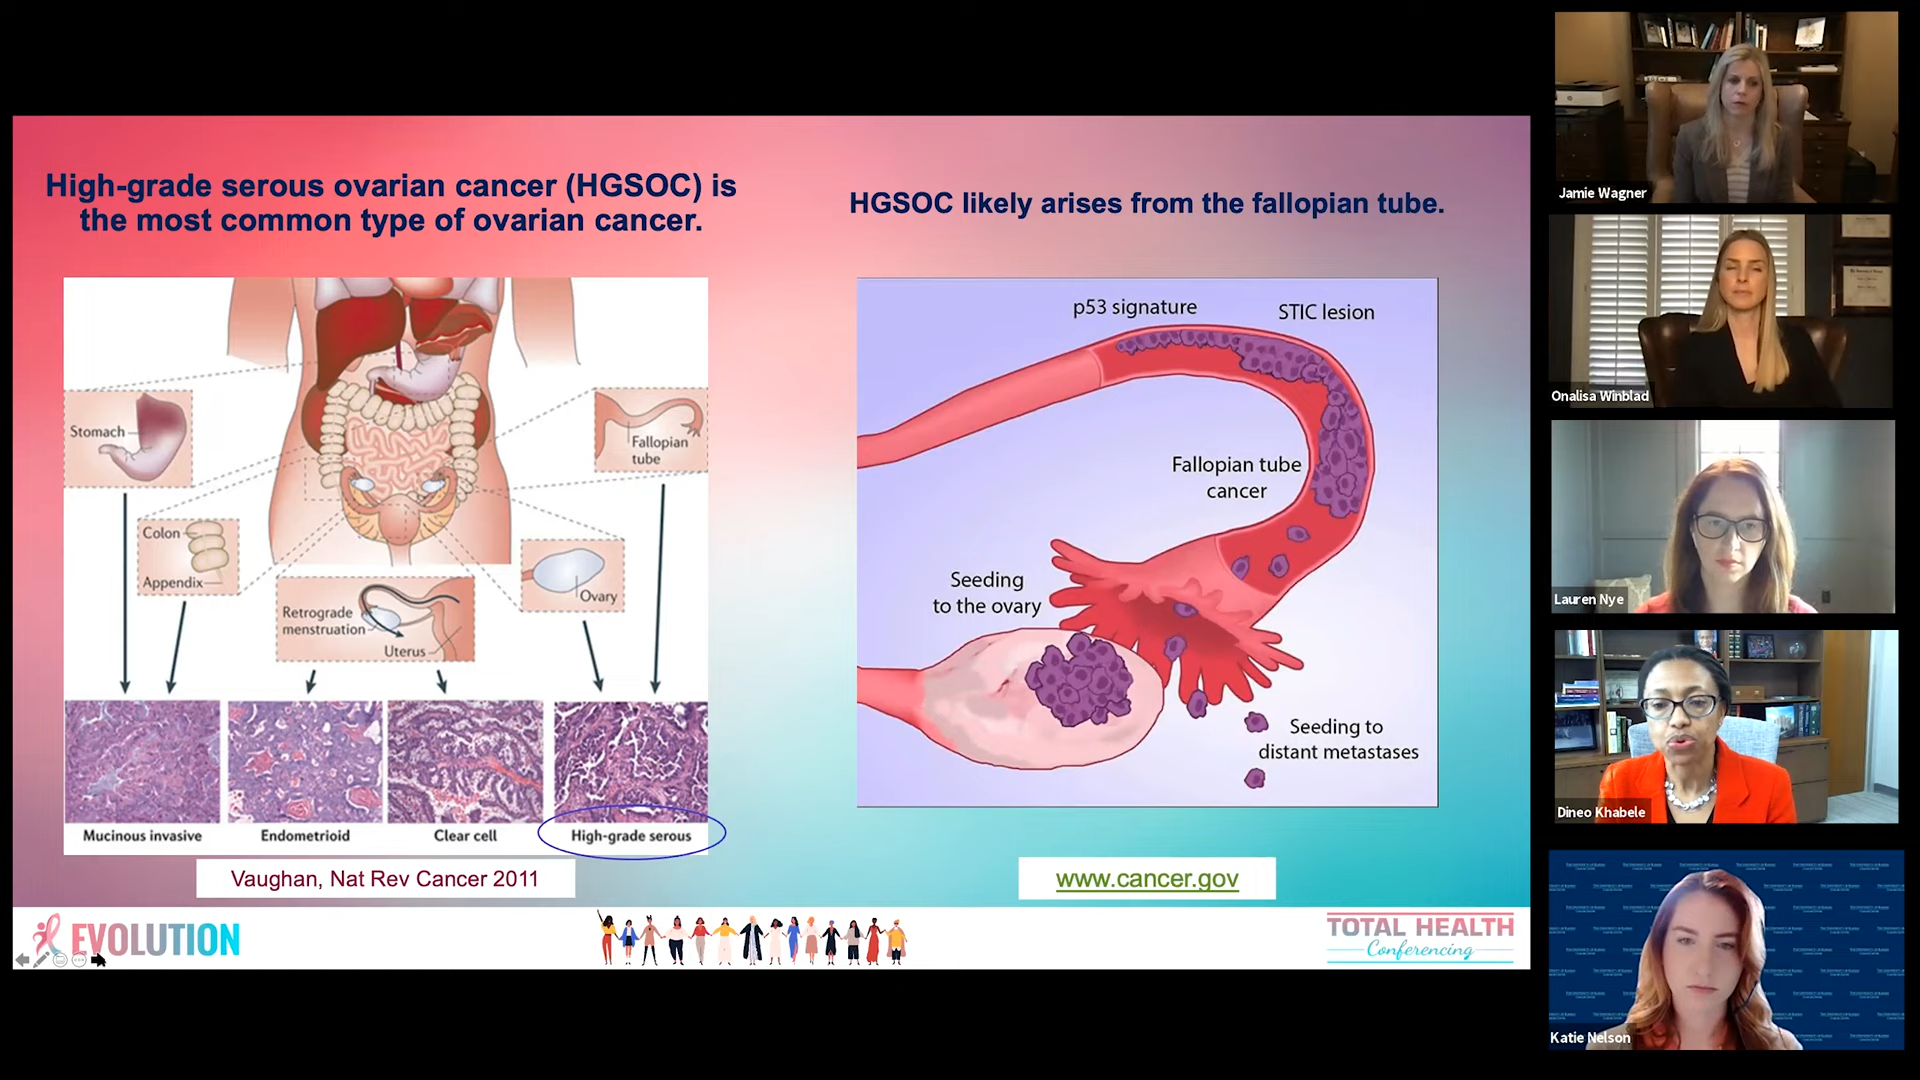 High-grade serous ovarian cancer (HGSOC) is
the most common type of ovarian cancer.
HGSOC likely arises from the fallopian tube.
Stomach
Fallopian
tube
Colon
Appendix
Retrograde
menstruation
Uterus
Ovary
Mucinous invasive
Endometrioid
Clear cell
High-grade serous
Vaughan, Nat Rev Cancer 2011
p53 signature
STIC lesion
Fallopian tube
cancer
Seeding
to the ovary
Seeding to
distant metastases
www.cancer.gov
EVOLUTION
TOTAL HEALTH
Conferencing
Jamie Wagner
Onalisa Winblad
Lauren Nye
Dineo Khabele
Katie Nelson